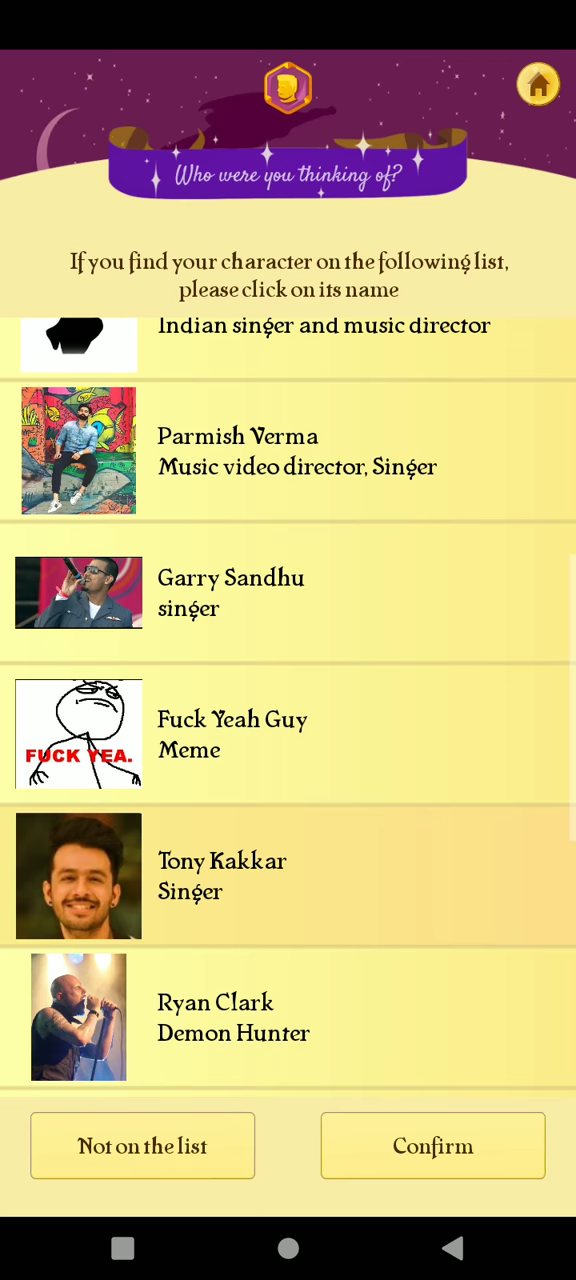 Who were you thinking of?
If you find your character on the following list,
please click on its name
Indian singer and music director
Parmish Verma
Music video director, Singer
Garry Sandhu
singer
Fuck Yeah Guy
Meme
FUCK YEA.
Tony Kakkar
Singer
Ryan Clark
Demon Hunter
Not on the list
Confirm